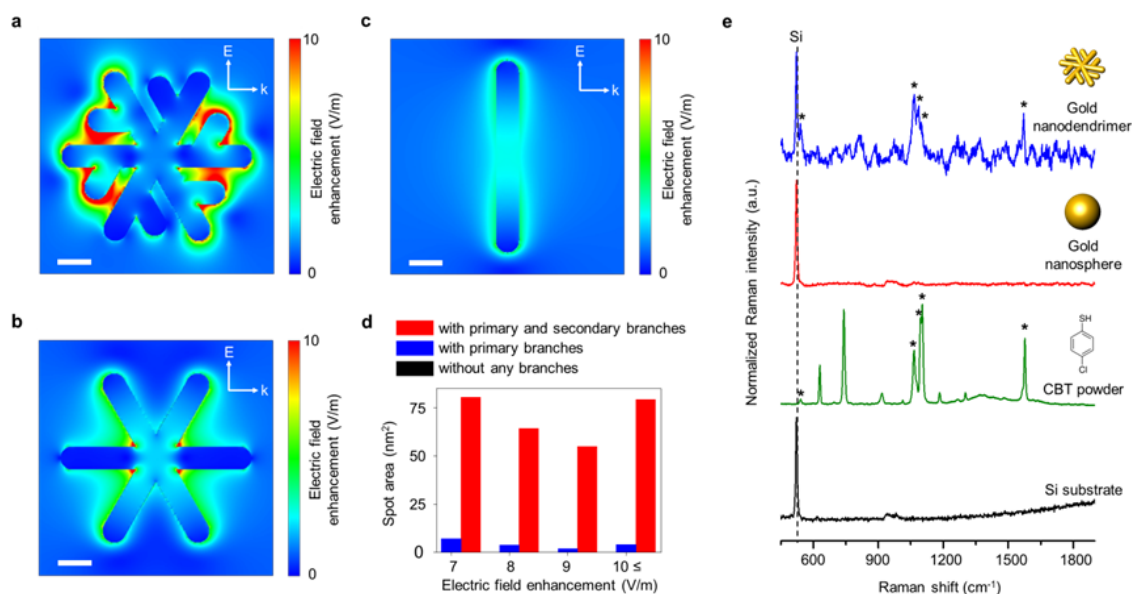 a
10
E
k
Electric field
enhancement (V/m)
0
b
10
E
k
Electric field
enhancement (V/m)
0
c
10
E
k
Electric field
enhancement (V/m)
0
d
with primary and secondary branches
with primary branches
without any branches
75
50
25
0
Spot area (nm²)
7 8 9 10 ≤
Electric field enhancement (V/m)
e
Si
* * * * *
Gold
nanodendrimer
Gold
nanosphere
SH
Cl
* * * * *
CBT powder
Si substrate
Normalized Raman intensity (a.u.)
600 900 1200 1500 1800
Raman shift (cm⁻¹)